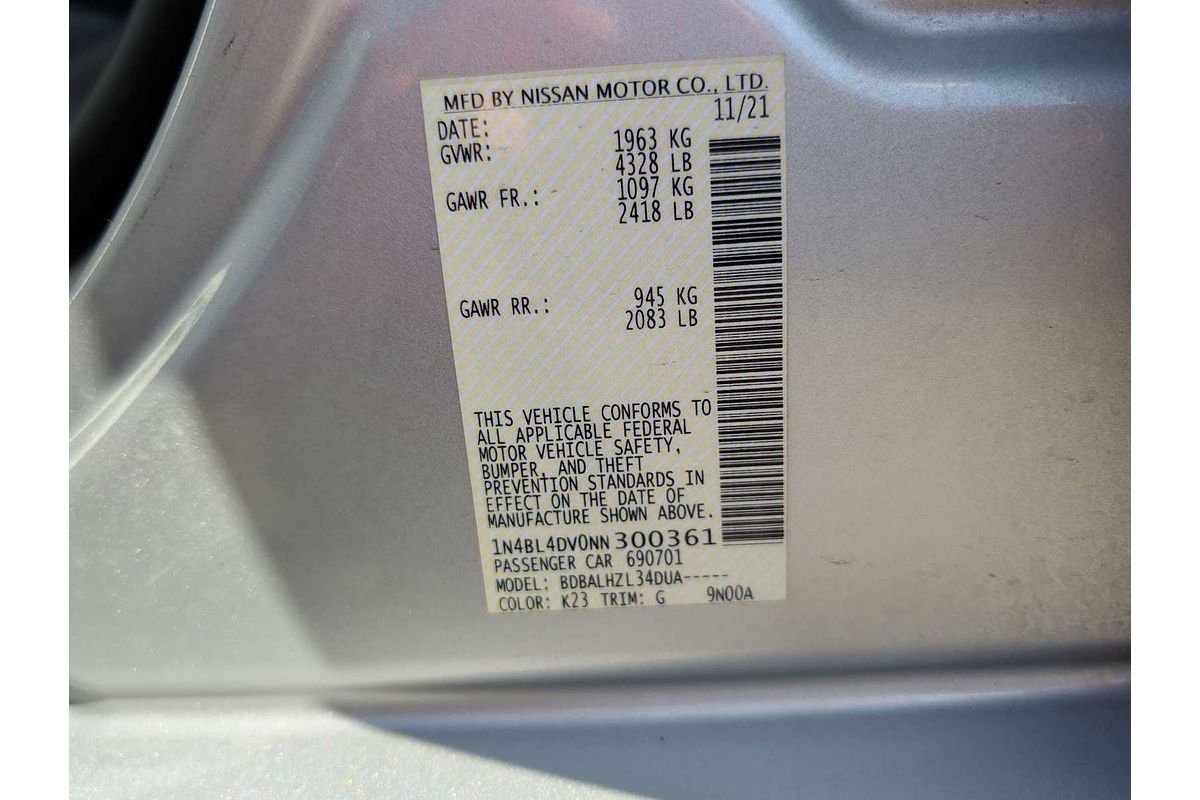 MFD BY NISSAN MOTOR CO., LTD.
DATE: 11/21
GVWR: 1963 KG
4328 LB
GAWR FR.: 1097 KG
2418 LB
GAWR RR.: 945 KG
2083 LB
THIS VEHICLE CONFORMS TO
ALL APPLICABLE FEDERAL
MOTOR VEHICLE SAFETY,
BUMPER, AND THEFT
PREVENTION STANDARDS IN
EFFECT ON THE DATE OF
MANUFACTURE SHOWN ABOVE.
1N4BL4DV0NN300361
PASSENGER CAR 690701
MODEL: BDBALHZL34DUA-----
COLOR: K23 TRIM: G 9N00A